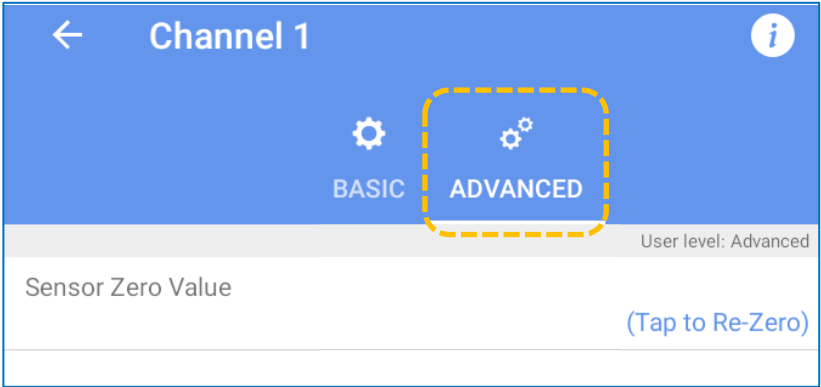 Channel 1
i
BASIC
ADVANCED
User level: Advanced
Sensor Zero Value
(Tap to Re-Zero)